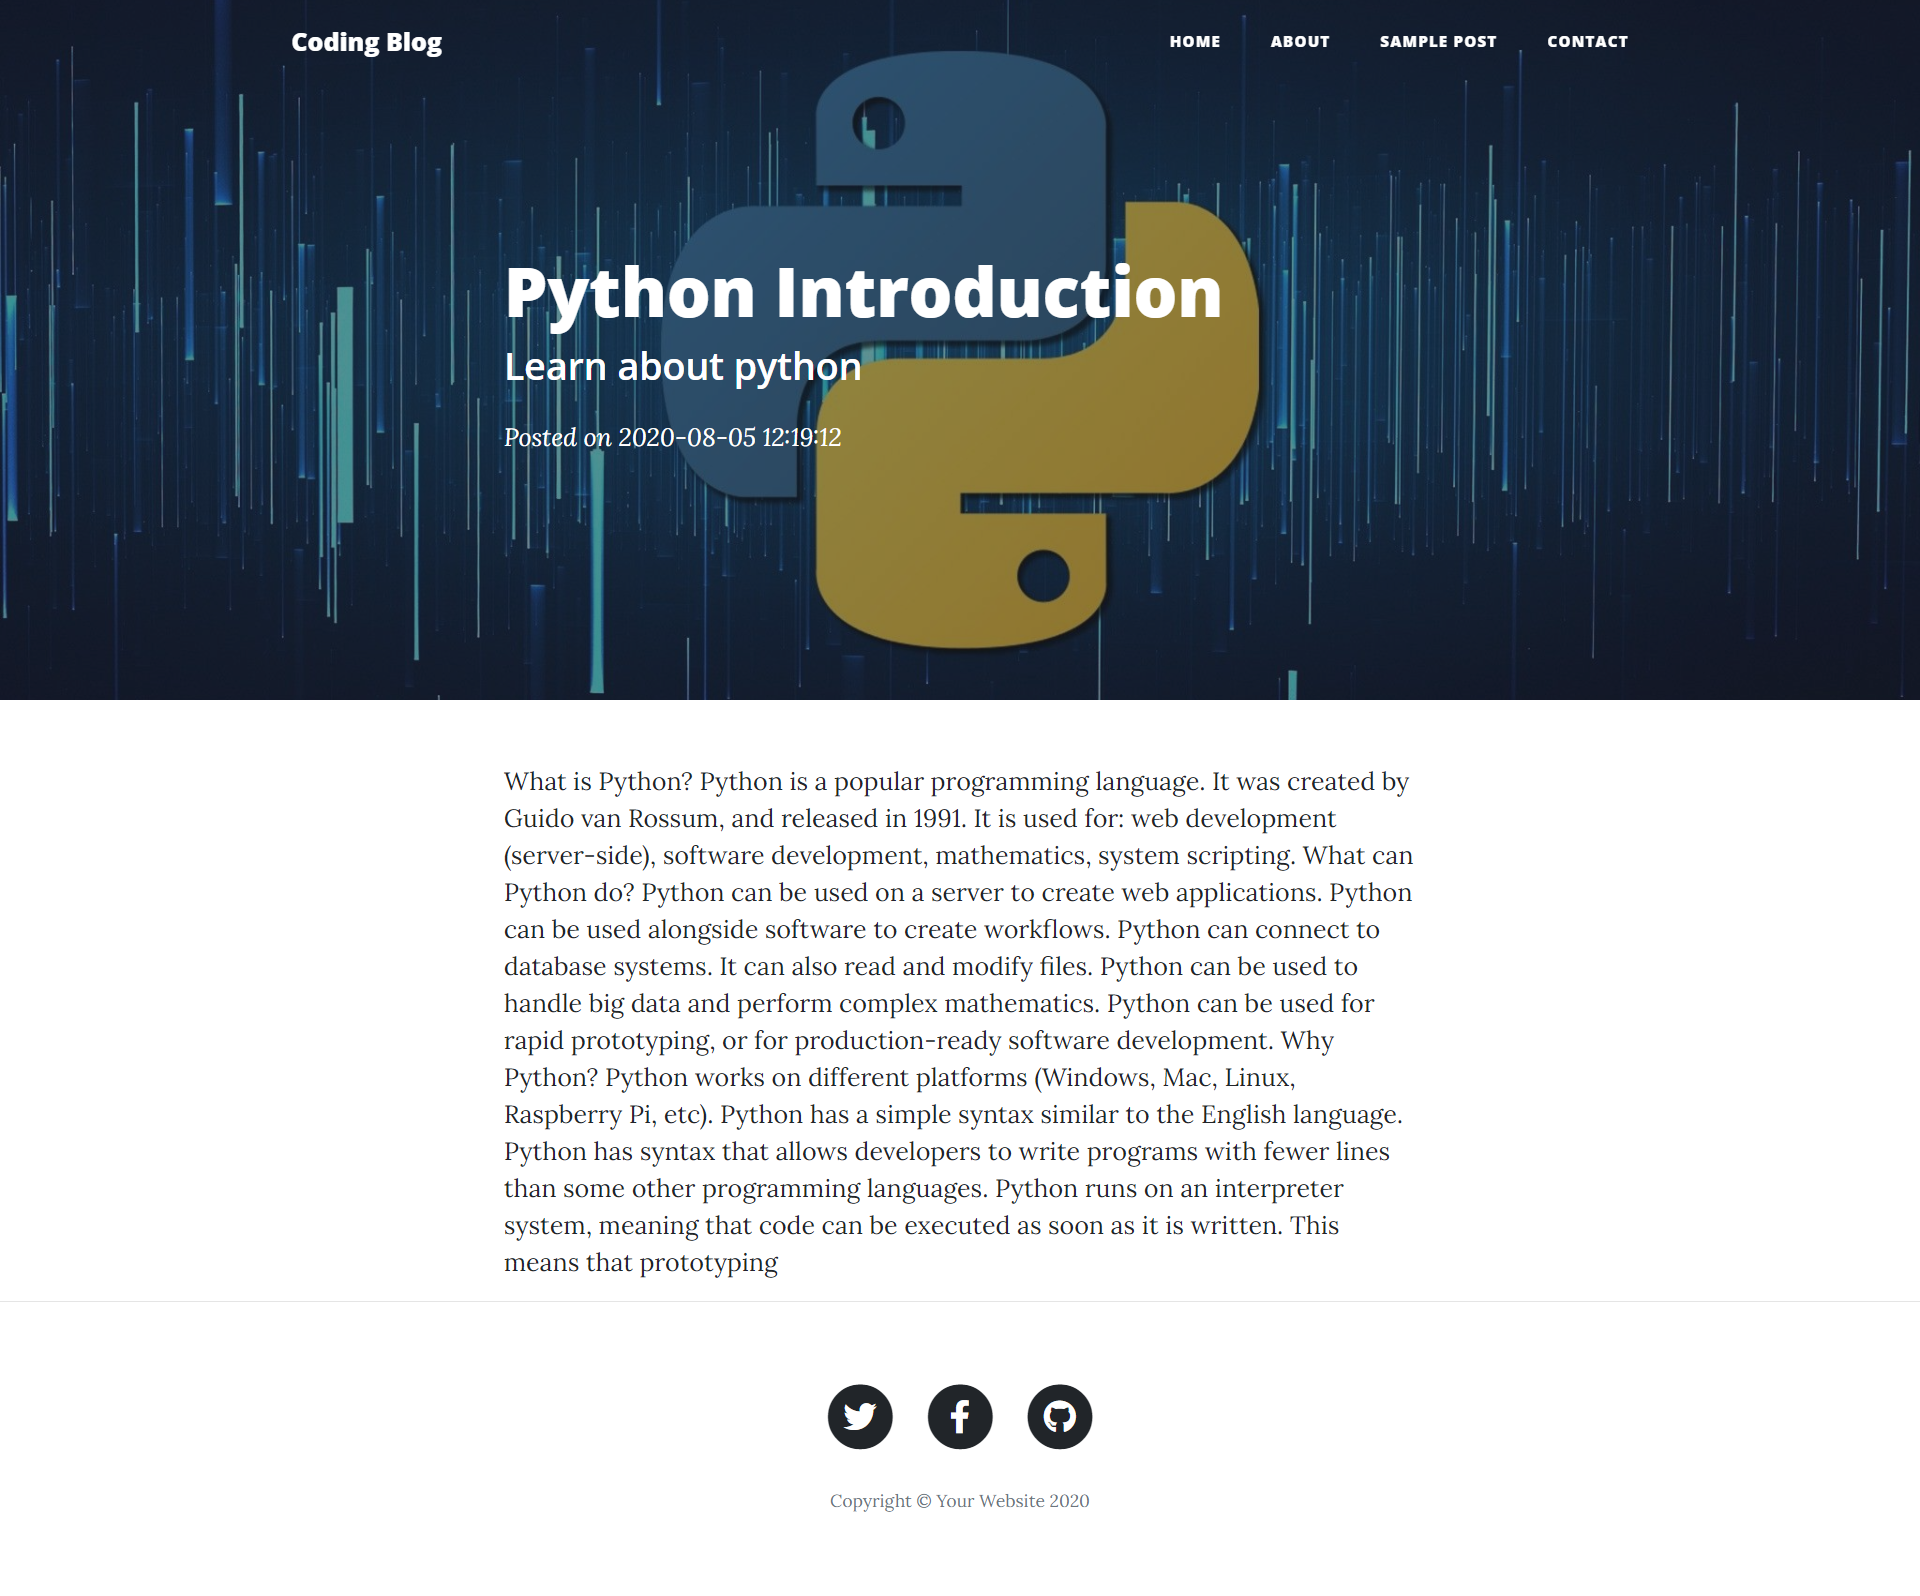 Coding Blog
HOME
ABOUT
SAMPLE POST
CONTACT
Python Introduction
Learn about python
Posted on 2020-08-05 12:19:12
What is Python? Python is a popular programming language. It was created by
Guido van Rossum, and released in 1991. It is used for: web development
(server-side), software development, mathematics, system scripting. What can
Python do? Python can be used on a server to create web applications. Python
can be used alongside software to create workflows. Python can connect to
database systems. It can also read and modify files. Python can be used to
handle big data and perform complex mathematics. Python can be used for
rapid prototyping, or for production-ready software development. Why
Python? Python works on different platforms (Windows, Mac, Linux,
Raspberry Pi, etc). Python has a simple syntax similar to the English language.
Python has syntax that allows developers to write programs with fewer lines
than some other programming languages. Python runs on an interpreter
system, meaning that code can be executed as soon as it is written. This
means that prototyping
Copyright © Your Website 2020